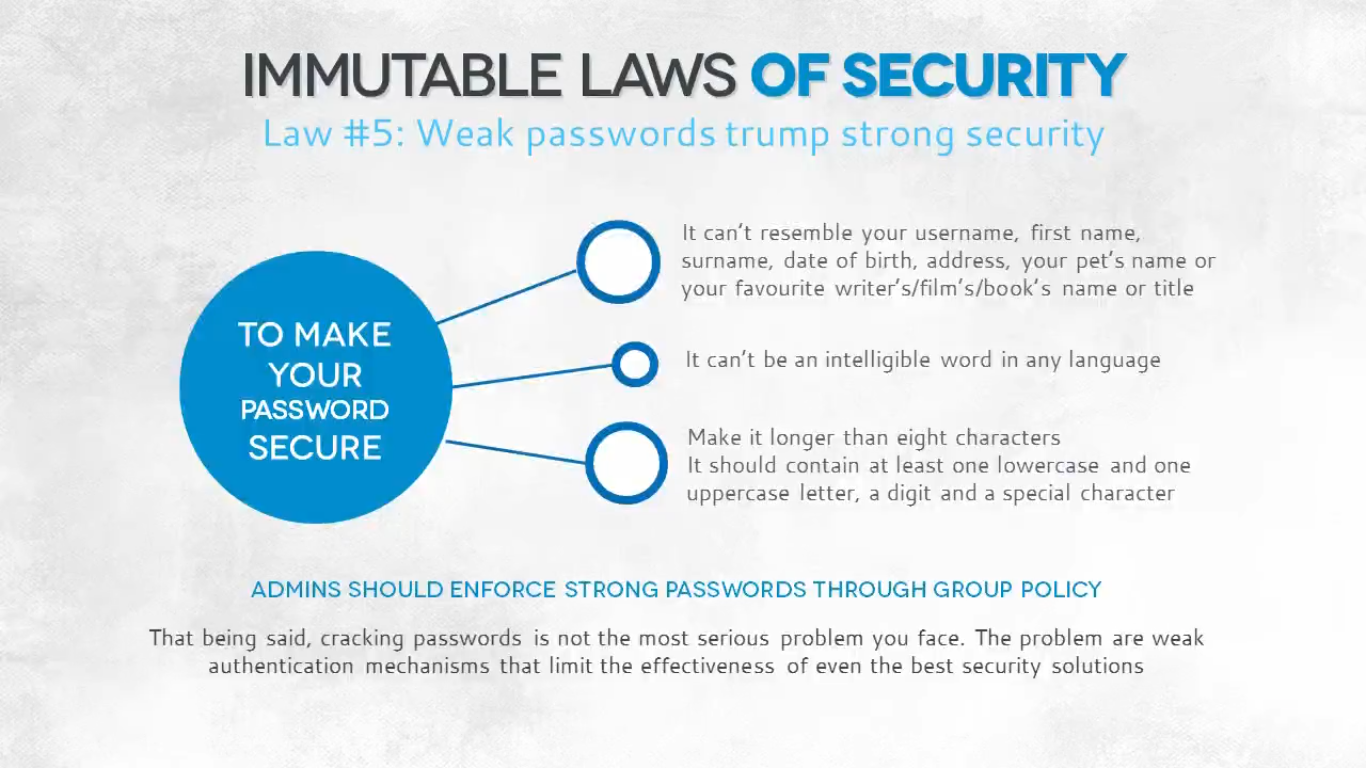 IMMUTABLE LAWS OF SECURITY
Law #5: Weak passwords trump strong security
TO MAKE
YOUR
PASSWORD
SECURE
It can't resemble your username, first name,
surname, date of birth, address, your pet's name or
your favourite writer's/film's/book's name or title
It can't be an intelligible word in any language
Make it longer than eight characters
It should contain at least one lowercase and one
uppercase letter, a digit and a special character
ADMINS SHOULD ENFORCE STRONG PASSWORDS THROUGH GROUP POLICY
That being said, cracking passwords is not the most serious problem you face. The problem are weak
authentication mechanisms that limit the effectiveness of even the best security solutions